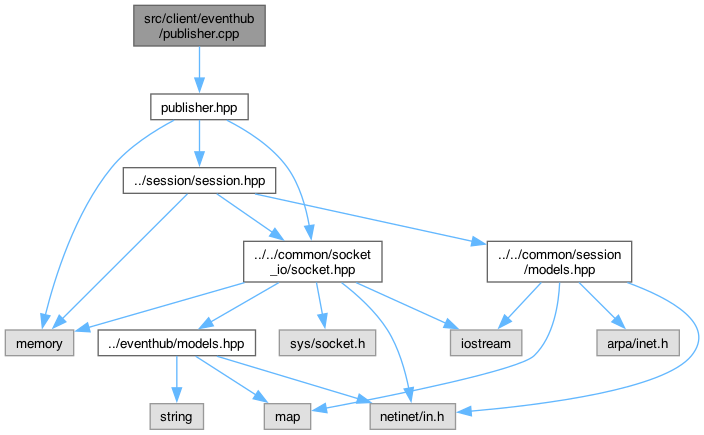 src/client/eventhub
/publisher.cpp
publisher.hpp
../session/session.hpp
../../common/socket
_io/socket.hpp
../../common/session
/models.hpp
memory
../eventhub/models.hpp
sys/socket.h
iostream
arpa/inet.h
string
map
netinet/in.h